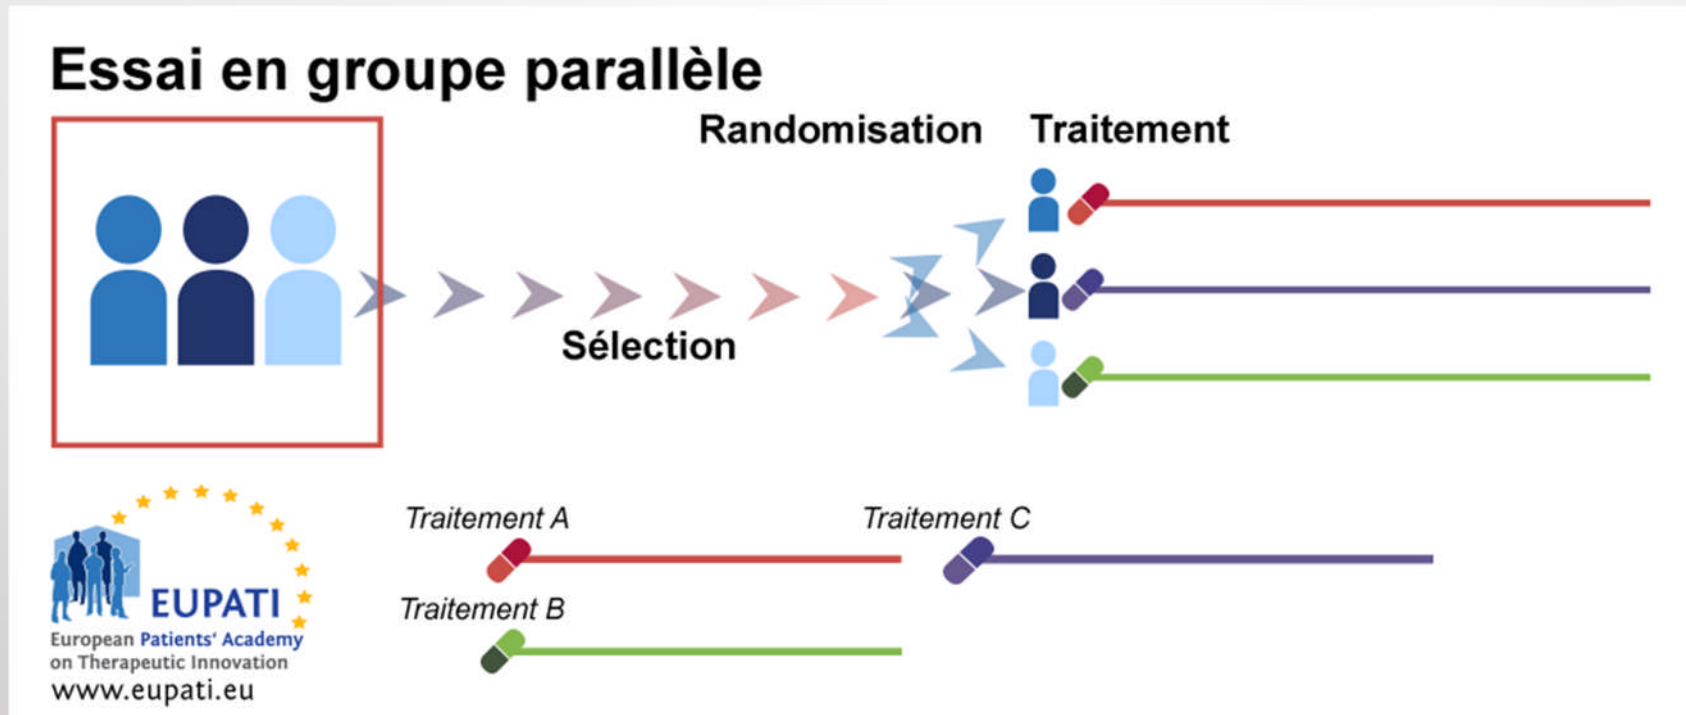 Essai en groupe parallèle
Randomisation
Traitement
Sélection
Traitement A
Traitement C
Traitement B
EUPATI
European Patients' Academy
on Therapeutic Innovation
www.eupati.eu